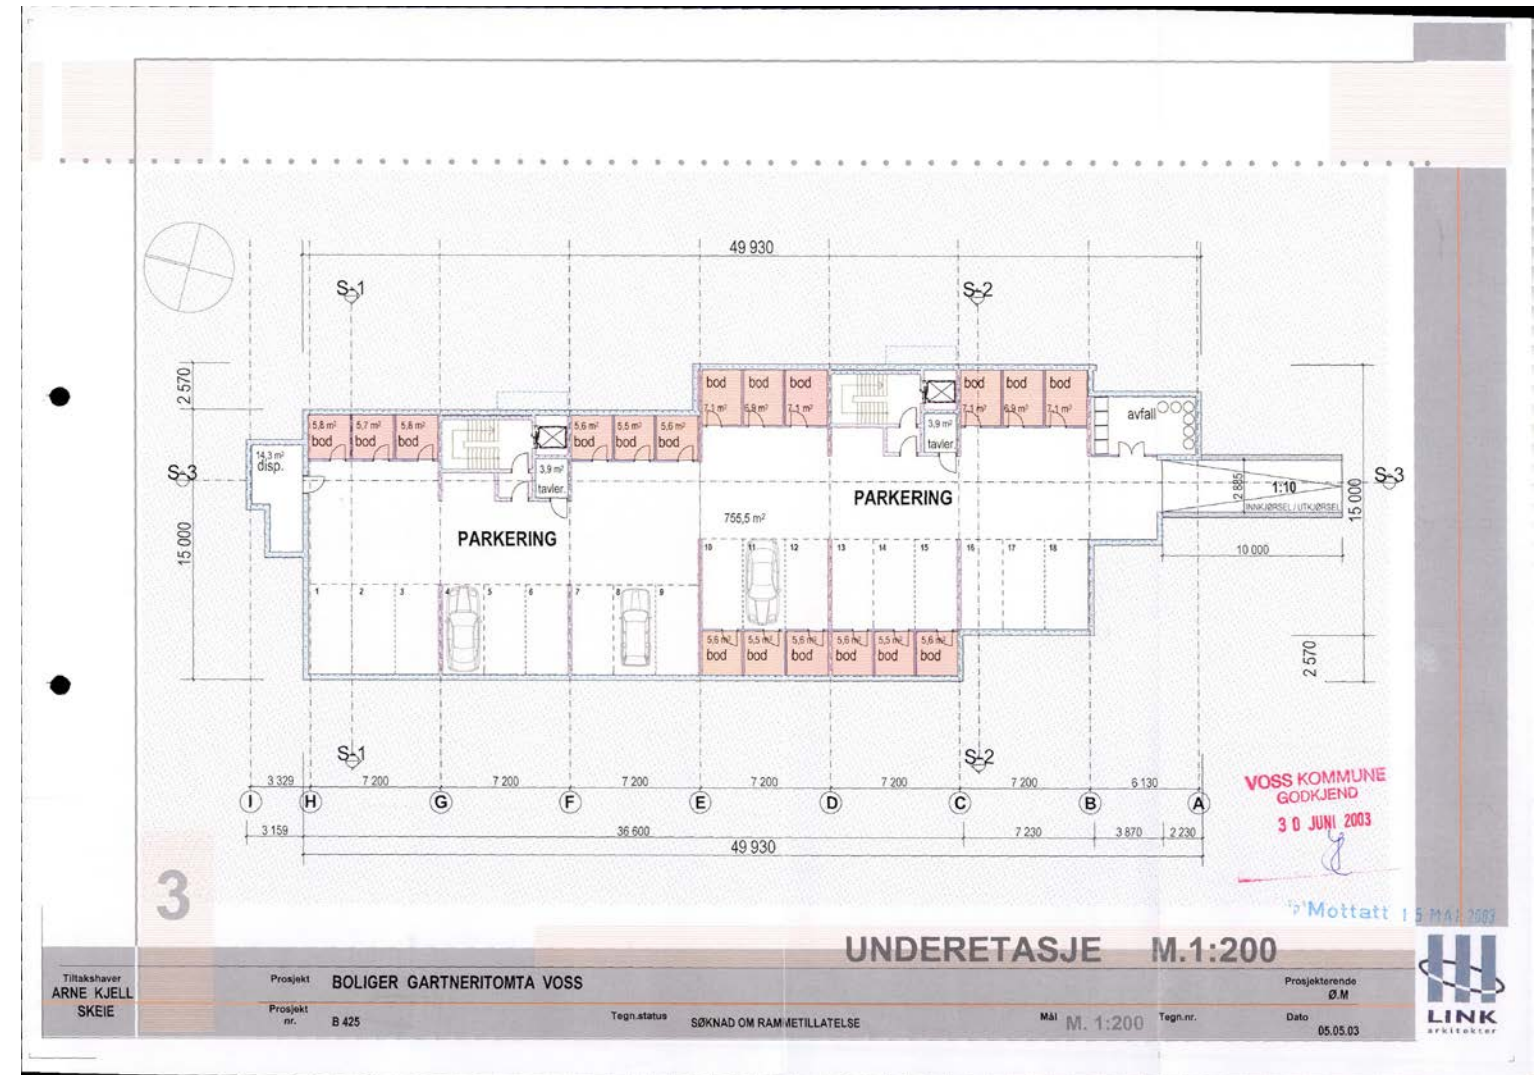 49 930
S-1
S-2
2 570
bod bod bod
7,1 m² 6,9 m² 7,1 m²
bod bod bod
7,1 m² 6,9 m² 7,1 m²
avfall
5,8 m² 5,7 m² 5,8 m²
bod bod bod
5,6 m² 5,5 m² 5,6 m²
bod bod bod
3,9 m²
tavler.
14,3 m²
disp.
3,9 m²
tavler.
S-3
S-3
2 885
1:10
INNKJØRSEL / UTKJØRSEL
15 000
PARKERING
755,5 m²
PARKERING
15 000
10 000
10 11 12 13 14 15 16 17 18
1 2 3 4 5 6 7 8 9
5,6 m² 5,5 m² 5,6 m² 5,6 m² 5,5 m² 5,6 m²
bod bod bod bod bod bod
2 570
S-1
S-2
3 329 7 200 7 200 7 200 7 200 7 200 7 200 6 130
I H G F E D C B A
3 159 36 600 7 230 3 870 2 230
49 930
VOSS KOMMUNE
GODKJEND
30 JUNI 2003
Mottatt 15 MAI 2003
3
UNDERETASJE M.1:200
Tiltakshaver
ARNE KJELL
SKEIE
Prosjekt BOLIGER GARTNERITOMTA VOSS
Prosjekterende
Ø.M
Prosjekt
nr. B 425
Tegn.status SØKNAD OM RAMMETILLATELSE
Mål M. 1:200
Tegn.nr.
Dato
05.05.03
LINK
arkitekter